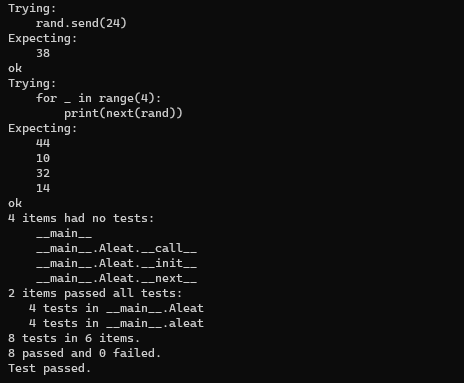 Trying:
    rand.send(24)
Expecting:
    38
ok
Trying:
    for _ in range(4):
        print(next(rand))
Expecting:
    44
    10
    32
    14
ok
4 items had no tests:
    __main__
    __main__.Aleat.__call__
    __main__.Aleat.__init__
    __main__.Aleat.__next__
2 items passed all tests:
   4 tests in __main__.Aleat
   4 tests in __main__.aleat
8 tests in 6 items.
8 passed and 0 failed.
Test passed.